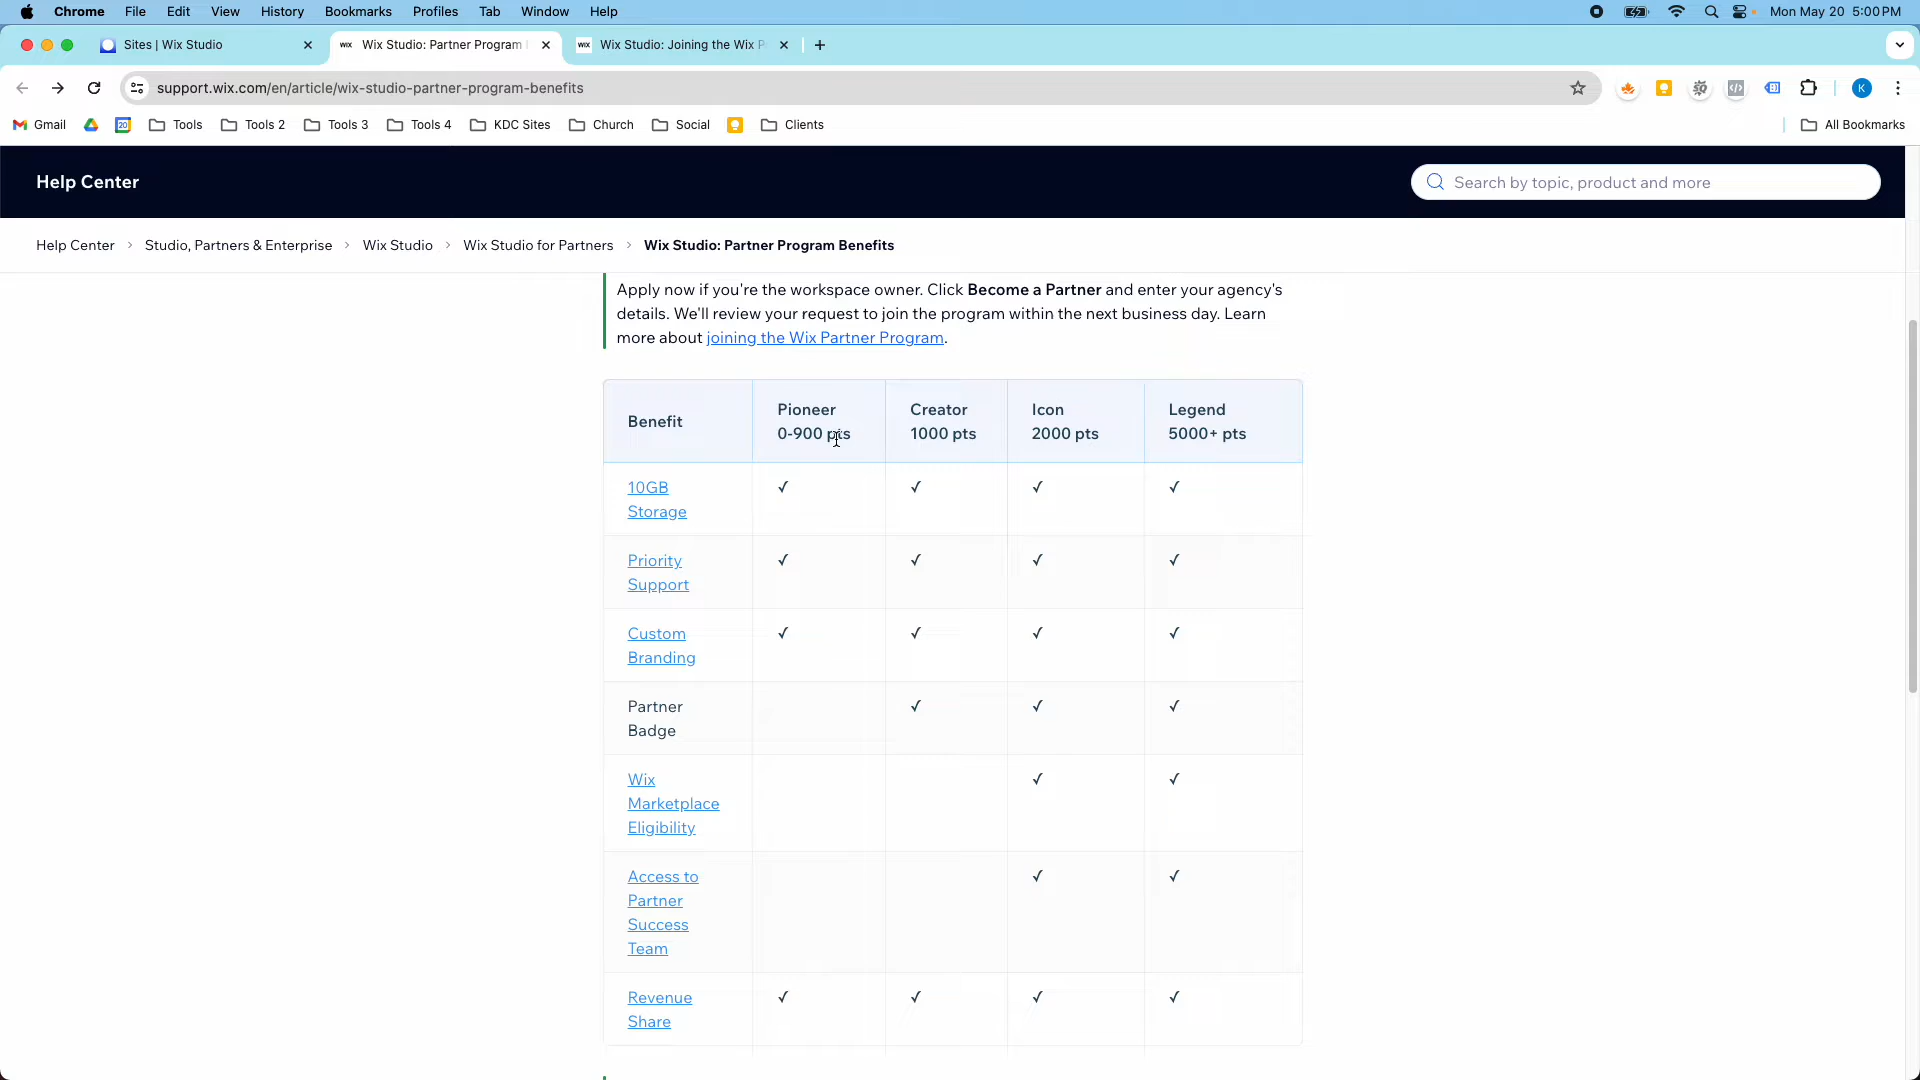 Chrome File Edit View History Bookmarks Profiles Tab Window Help Mon May 20 5:00 PM
Sites | Wix Studio
WIX Wix Studio: Partner Program
WIX Wix Studio: Joining the Wix P
support.wix.com/en/article/wix-studio-partner-program-benefits
K
Gmail
20
Tools
Tools 2
Tools 3
Tools 4
KDC Sites
Church
Social
Clients
All Bookmarks
Help Center
Search by topic, product and more
Help Center > Studio, Partners & Enterprise > Wix Studio > Wix Studio for Partners > Wix Studio: Partner Program Benefits
Apply now if you're the workspace owner. Click Become a Partner and enter your agency's
details. We'll review your request to join the program within the next business day. Learn
more about joining the Wix Partner Program.
Benefit
Pioneer
0-900 pts
Creator
1000 pts
Icon
2000 pts
Legend
5000+ pts
10GB
Storage
✓ ✓ ✓ ✓
Priority
Support
✓ ✓ ✓ ✓
Custom
Branding
✓ ✓ ✓ ✓
Partner
Badge
✓ ✓ ✓
Wix
Marketplace
Eligibility
✓ ✓
Access to
Partner
Success
Team
✓ ✓
Revenue
Share
✓ ✓ ✓ ✓